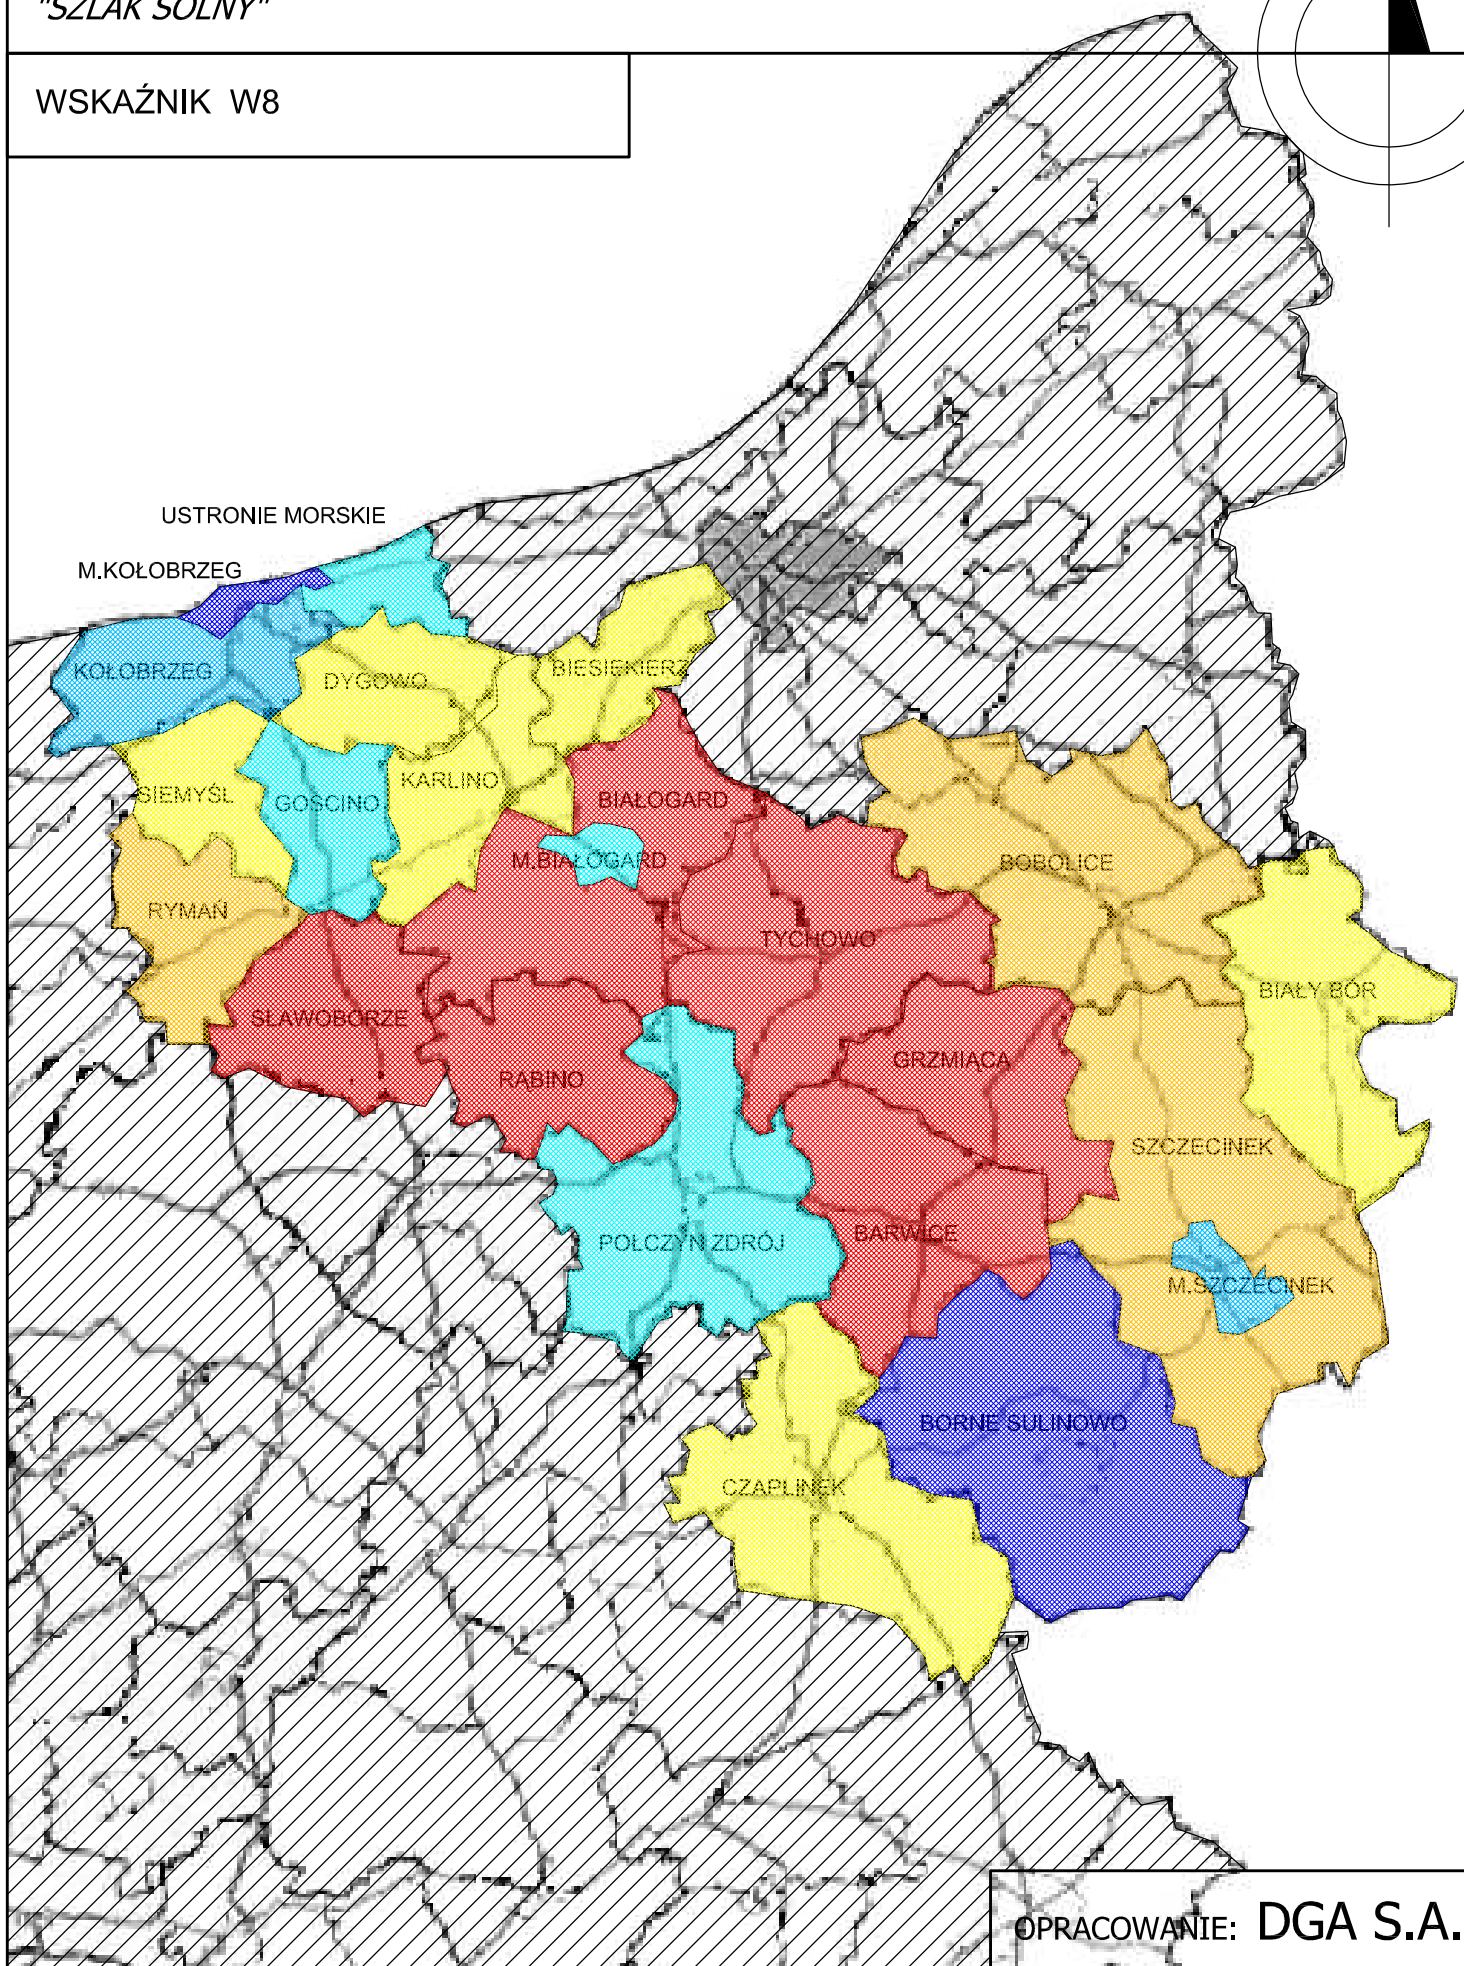 "SZLAK SOLNY"
WSKAŹNIK W8
USTRONIE MORSKIE
M.KOŁOBRZEG
KOŁOBRZEG
DYGOWO
BIESIEKIERZ
SIEMYŚL
GOSCINO
KARLINO
BIAŁOGARD
M.BIAŁOGARD
BOBOLICE
RYMAŃ
TYCHOWO
BIAŁY BÓR
SŁAWOBORZE
RĄBINO
GRZMIĄCA
SZCZECINEK
POŁCZYN ZDRÓJ
BARWICE
M.SZCZECINEK
BORNE SULINOWO
CZAPLINEK
OPRACOWANIE: DGA S.A.